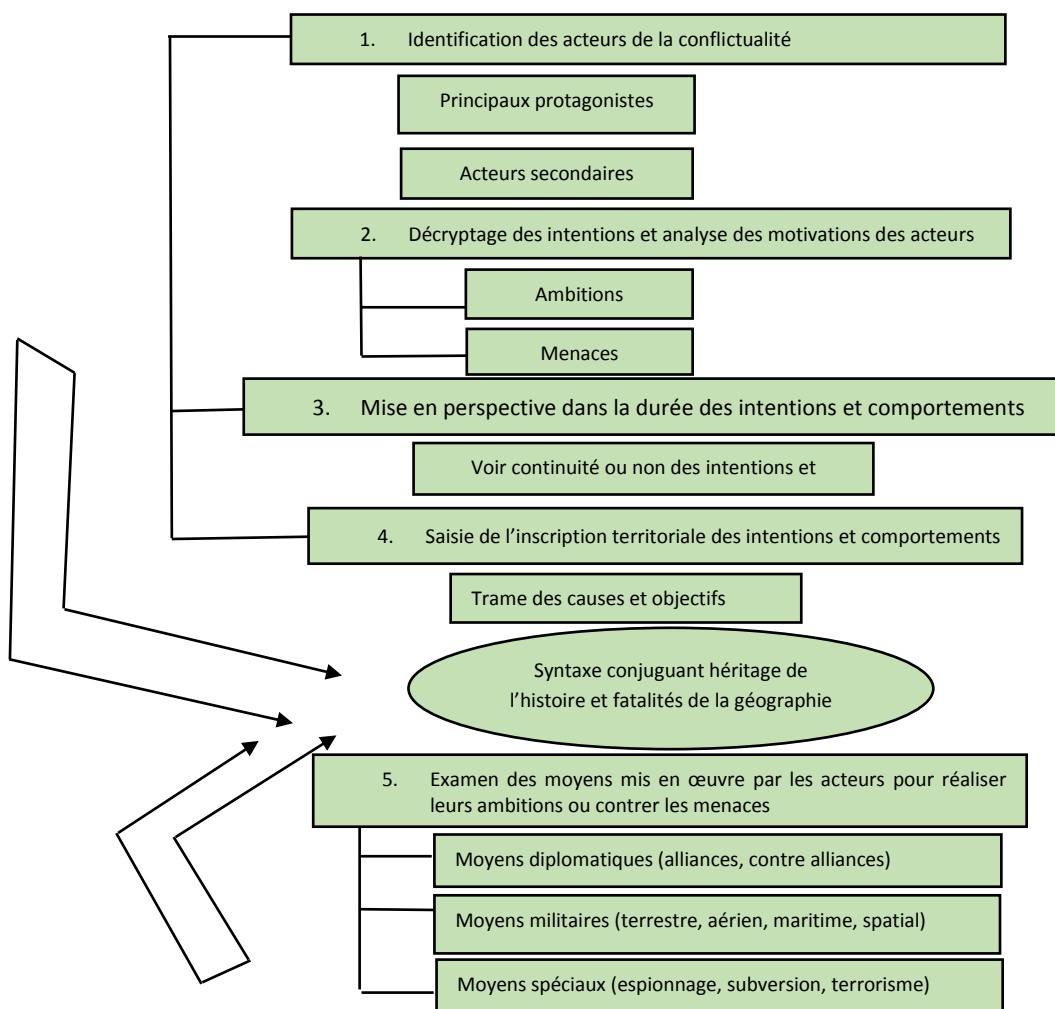 1. Identification des acteurs de la conflictualité
Principaux protagonistes
Acteurs secondaires
2. Décryptage des intentions et analyse des motivations des acteurs
Ambitions
Menaces
3. Mise en perspective dans la durée des intentions et comportements
Voir continuité ou non des intentions et
4. Saisie de l’inscription territoriale des intentions et comportements
Trame des causes et objectifs
Syntaxe conjuguant héritage de
l’histoire et fatalités de la géographie
5. Examen des moyens mis en œuvre par les acteurs pour réaliser
leurs ambitions ou contrer les menaces
Moyens diplomatiques (alliances, contre alliances)
Moyens militaires (terrestre, aérien, maritime, spatial)
Moyens spéciaux (espionnage, subversion, terrorisme)